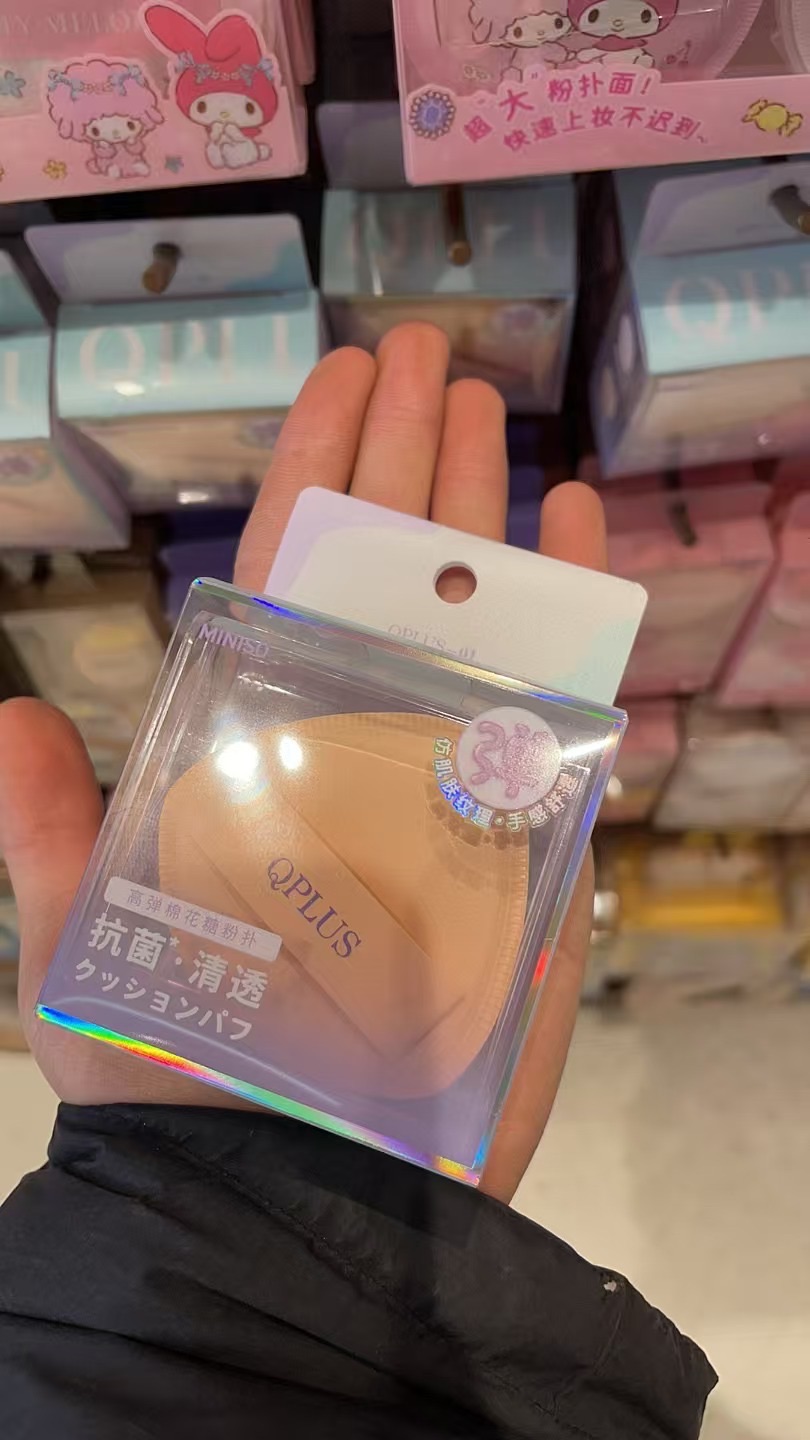 "大"粉扑面！
超
快速上妆不迟到~
QPLUS-01
MINISO
仿肌肤纹理·手感舒适
QPLUS
高弹棉花糖粉扑
抗菌*·清透
クッションパフ